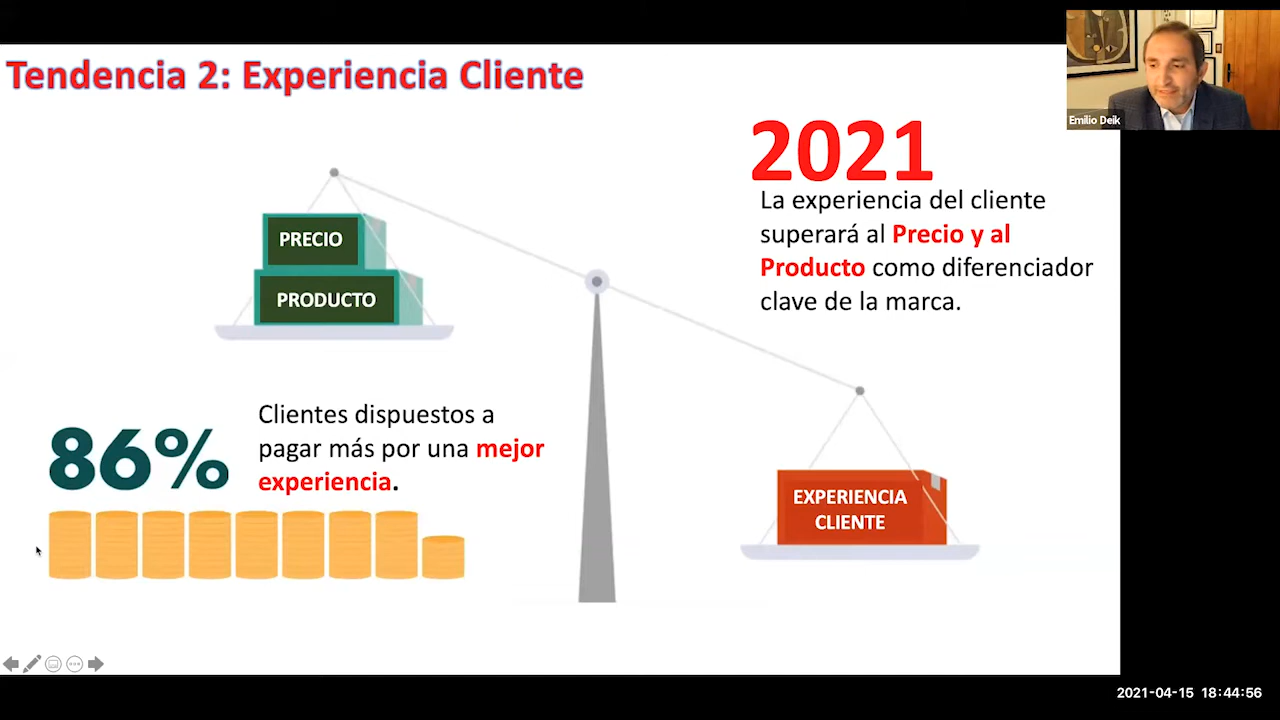 Tendencia 2: Experiencia Cliente
Emilio Deik
2021
La experiencia del cliente
superará al Precio y al
Producto como diferenciador
clave de la marca.
PRECIO
PRODUCTO
86%
Clientes dispuestos a
pagar más por una mejor
experiencia.
EXPERIENCIA
CLIENTE
2021-04-15 18:44:56